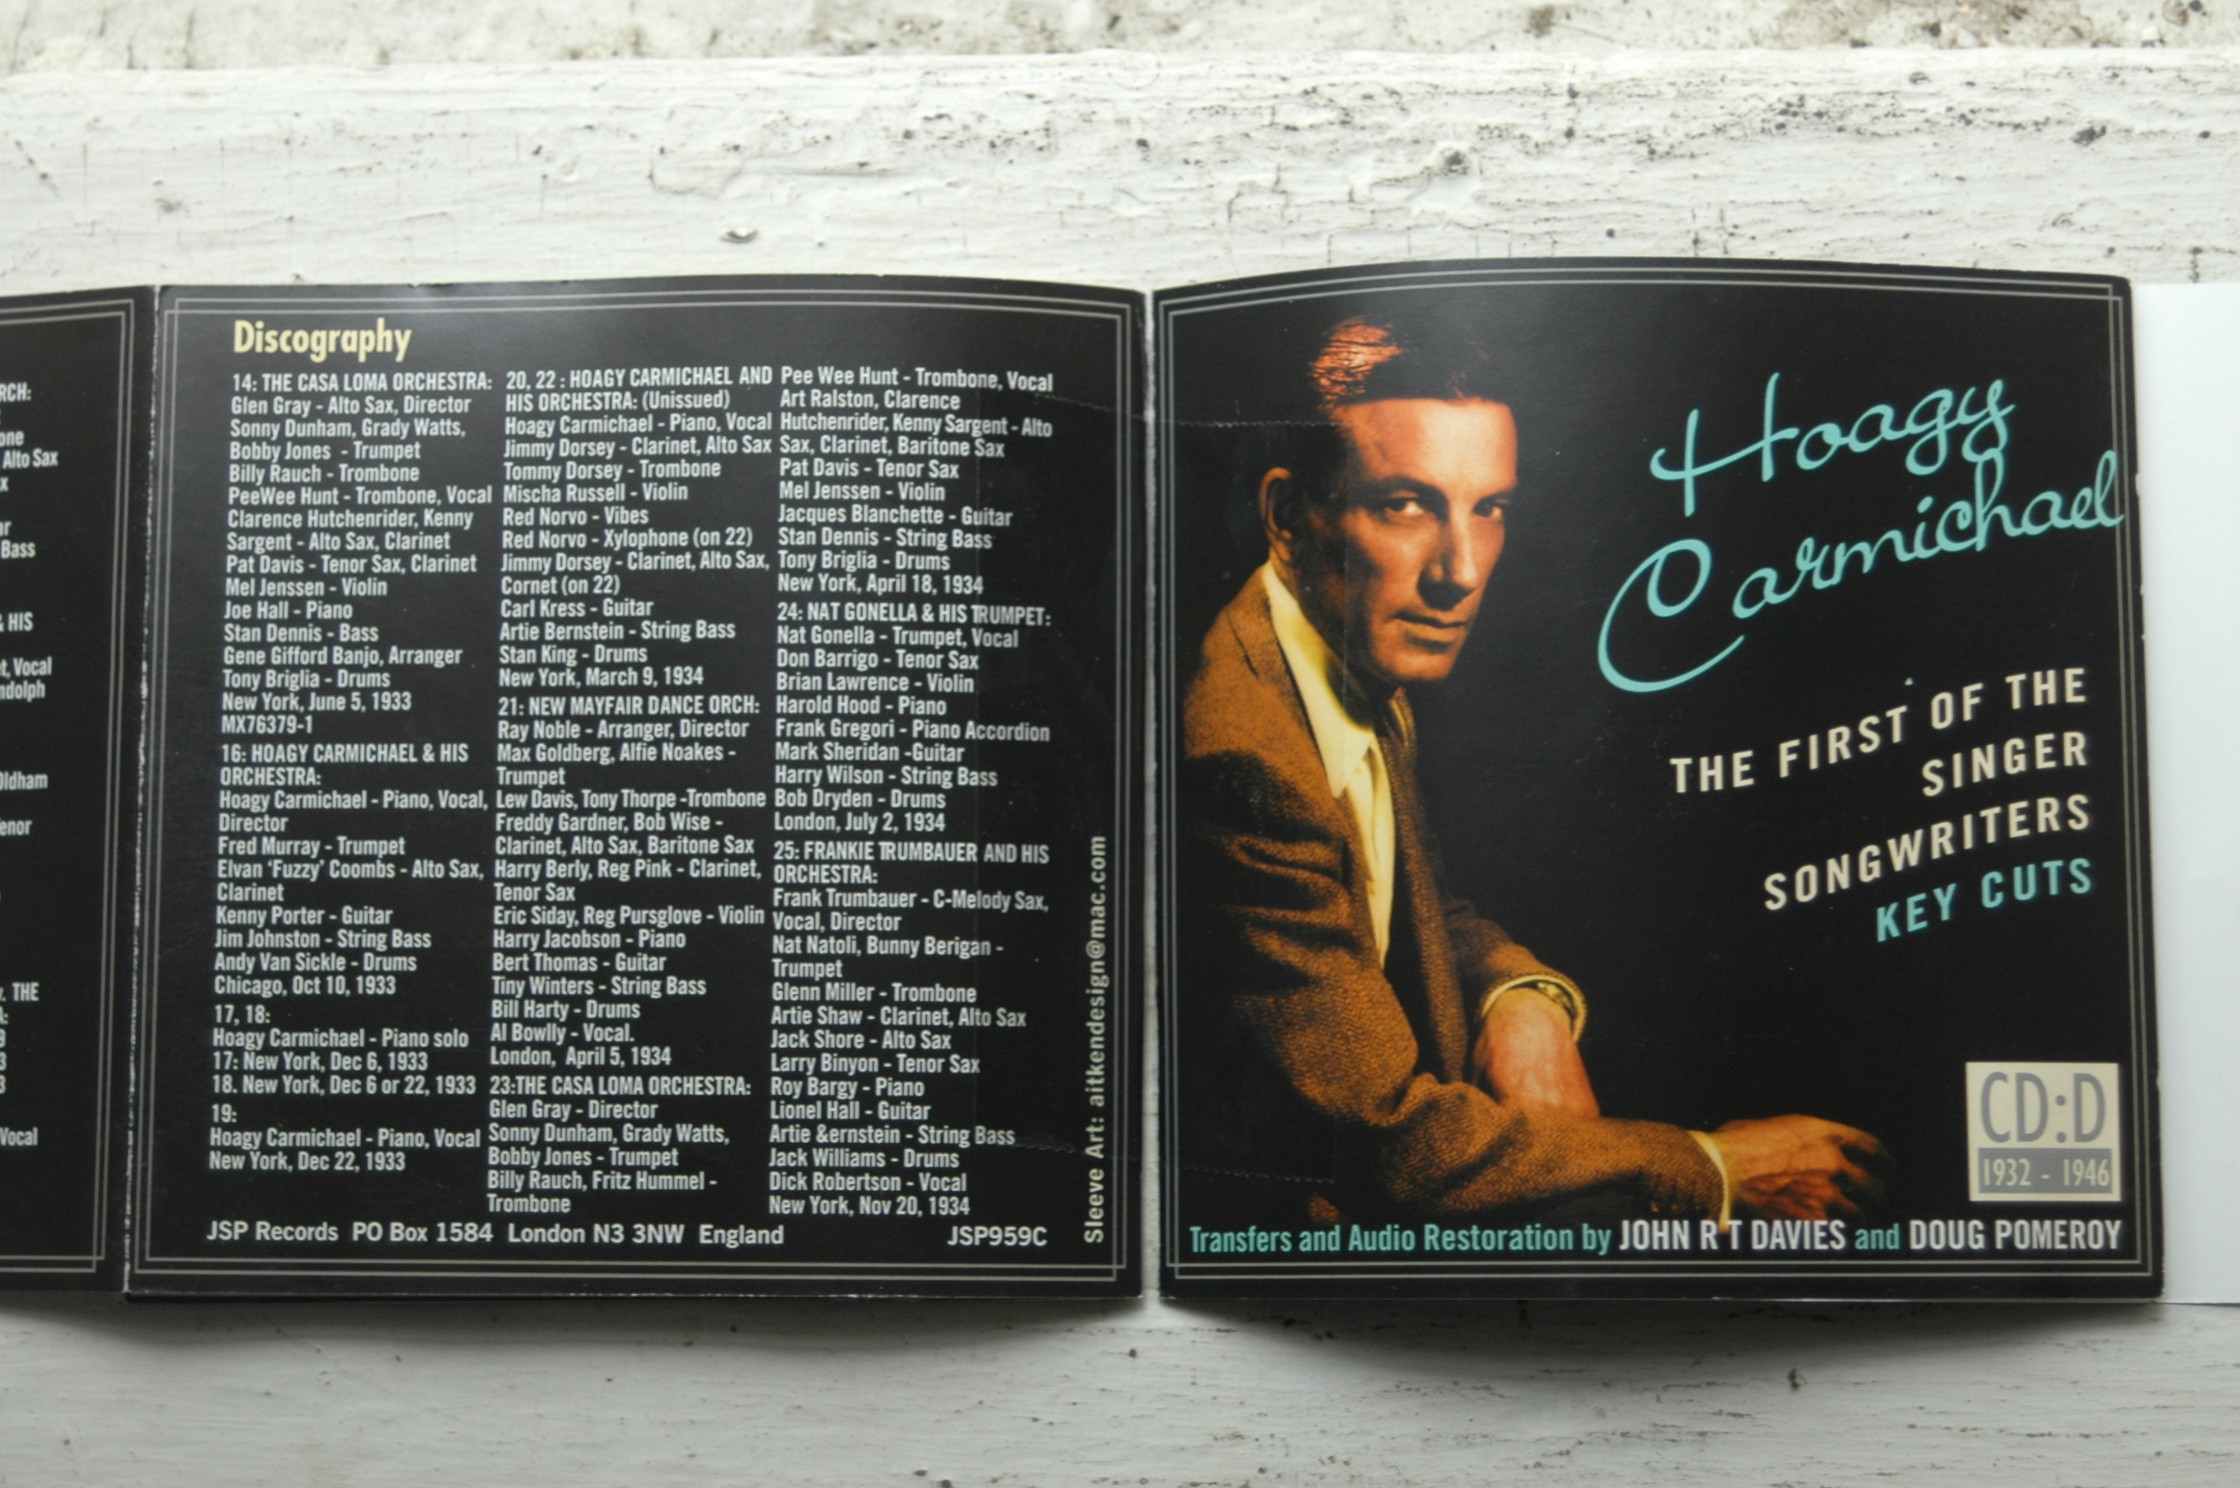 RCH:
one
Alto Sax
x
ar
Bass
& HIS
et, Vocal
ndolph
Oldham
enor
. THE
A:
9
3
3
Vocal
Discography
14: THE CASA LOMA ORCHESTRA:
Glen Gray - Alto Sax, Director
Sonny Dunham, Grady Watts,
Bobby Jones - Trumpet
Billy Rauch - Trombone
PeeWee Hunt - Trombone, Vocal
Clarence Hutchenrider, Kenny
Sargent - Alto Sax, Clarinet
Pat Davis - Tenor Sax, Clarinet
Mel Jenssen - Violin
Joe Hall - Piano
Stan Dennis - Bass
Gene Gifford Banjo, Arranger
Tony Briglia - Drums
New York, June 5, 1933
MX76379-1
16: HOAGY CARMICHAEL & HIS
ORCHESTRA:
Hoagy Carmichael - Piano, Vocal,
Director
Fred Murray - Trumpet
Elvan ‘Fuzzy’ Coombs - Alto Sax,
Clarinet
Kenny Porter - Guitar
Jim Johnston - String Bass
Andy Van Sickle - Drums
Chicago, Oct 10, 1933
17, 18:
Hoagy Carmichael - Piano solo
17: New York, Dec 6, 1933
18. New York, Dec 6 or 22, 1933
19:
Hoagy Carmichael - Piano, Vocal
New York, Dec 22, 1933
20, 22 : HOAGY CARMICHAEL AND
HIS ORCHESTRA: (Unissued)
Hoagy Carmichael - Piano, Vocal
Jimmy Dorsey - Clarinet, Alto Sax
Tommy Dorsey - Trombone
Mischa Russell - Violin
Red Norvo - Vibes
Red Norvo - Xylophone (on 22)
Jimmy Dorsey - Clarinet, Alto Sax,
Cornet (on 22)
Carl Kress - Guitar
Artie Bernstein - String Bass
Stan King - Drums
New York, March 9, 1934
21: NEW MAYFAIR DANCE ORCH:
Ray Noble - Arranger, Director
Max Goldberg, Alfie Noakes -
Trumpet
Lew Davis, Tony Thorpe -Trombone
Freddy Gardner, Bob Wise -
Clarinet, Alto Sax, Baritone Sax
Harry Berly, Reg Pink - Clarinet,
Tenor Sax
Eric Siday, Reg Pursglove - Violin
Harry Jacobson - Piano
Bert Thomas - Guitar
Tiny Winters - String Bass
Bill Harty - Drums
Al Bowlly - Vocal.
London, April 5, 1934
23:THE CASA LOMA ORCHESTRA:
Glen Gray - Director
Sonny Dunham, Grady Watts,
Bobby Jones - Trumpet
Billy Rauch, Fritz Hummel -
Trombone
Pee Wee Hunt - Trombone, Vocal
Art Ralston, Clarence
Hutchenrider, Kenny Sargent - Alto
Sax, Clarinet, Baritone Sax
Pat Davis - Tenor Sax
Mel Jenssen - Violin
Jacques Blanchette - Guitar
Stan Dennis - String Bass
Tony Briglia - Drums
New York, April 18, 1934
24: NAT GONELLA & HIS TRUMPET:
Nat Gonella - Trumpet, Vocal
Don Barrigo - Tenor Sax
Brian Lawrence - Violin
Harold Hood - Piano
Frank Gregori - Piano Accordion
Mark Sheridan -Guitar
Harry Wilson - String Bass
Bob Dryden - Drums
London, July 2, 1934
25: FRANKIE TRUMBAUER AND HIS
ORCHESTRA:
Frank Trumbauer - C-Melody Sax,
Vocal, Director
Nat Natoli, Bunny Berigan -
Trumpet
Glenn Miller - Trombone
Artie Shaw - Clarinet, Alto Sax
Jack Shore - Alto Sax
Larry Binyon - Tenor Sax
Roy Bargy - Piano
Lionel Hall - Guitar
Artie &ernstein - String Bass
Jack Williams - Drums
Dick Robertson - Vocal
New York, Nov 20, 1934
JSP Records PO Box 1584 London N3 3NW England JSP959C
Sleeve Art: aitkendesign@mac.com
Hoagy
Carmichael
THE FIRST OF THE
SINGER
SONGWRITERS
KEY CUTS
CD:D
1932 - 1946
Transfers and Audio Restoration by JOHN R T DAVIES and DOUG POMEROY